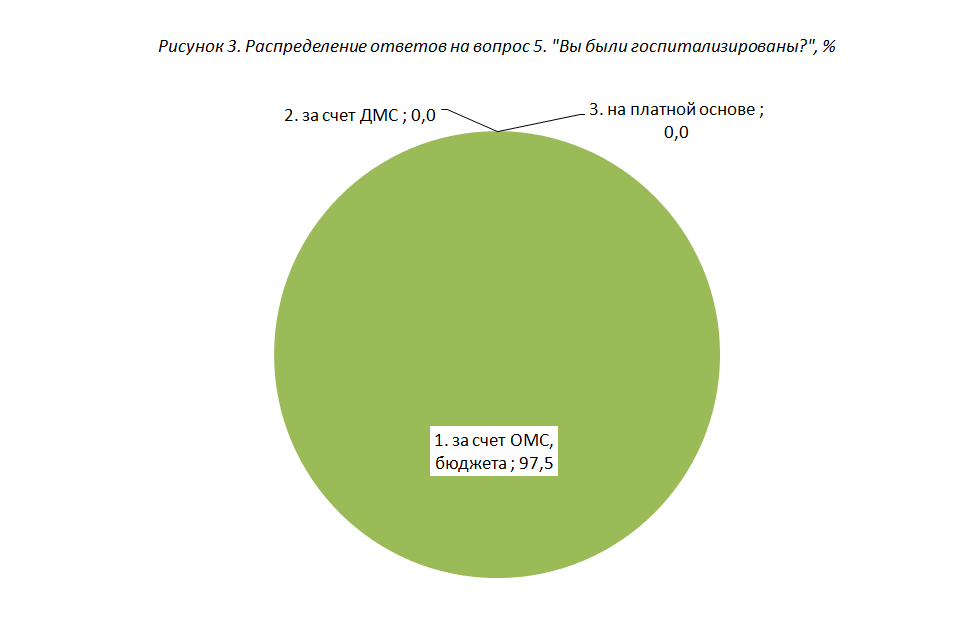 Рисунок 3. Распределение ответов на вопрос 5. "Вы были госпитализированы?", %
2. за счет ДМС ; 0,0
3. на платной основе ;
0,0
1. за счет ОМС,
бюджета ; 97,5